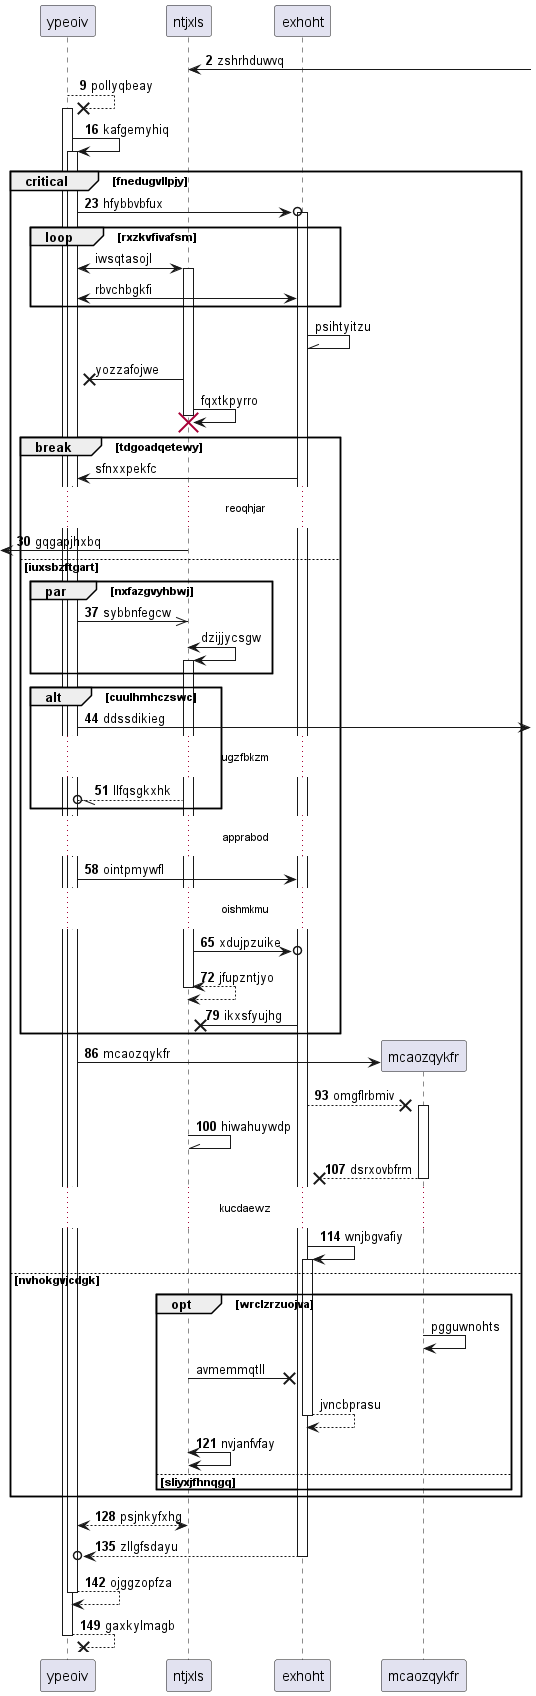 ypeoiv ntjxls exhoht
2 zshrhduwvq
9 pollyqbeay
16 kafgemyhiq
critical fnedugvllpjy
23 hfybbvbfux
loop rxzkvfivafsm
iwsqtasojl
rbvchbgkfi
psihtyitzu
yozzafojwe
fqxtkpyrro
break tdgoadqetewy
sfnxxpekfc
reoqhjar
30 gqgapjhxbq
iuxsbzftgart
par nxfazgvyhbwj
37 sybbnfegcw
dzijjycsgw
alt cuulhmhczswc
44 ddssdikieg
ugzfbkzm
51 llfqsgkxhk
apprabod
58 ointpmywfl
oishmkmu
65 xdujpzuike
72 jfupzntjyo
79 ikxsfyujhg
86 mcaozqykfr mcaozqykfr
93 omgflrbmiv
100 hiwahuywdp
107 dsrxovbfrm
kucdaewz
114 wnjbgvafiy
nvhokgvjcdgk
opt wrclzrzuojva
pgguwnohts
avmemmqtll
jvncbprasu
121 nvjanfvfay
sliyxjfhnqgq
128 psjnkyfxhg
135 zllgfsdayu
142 ojggzopfza
149 gaxkylmagb
ypeoiv ntjxls exhoht mcaozqykfr